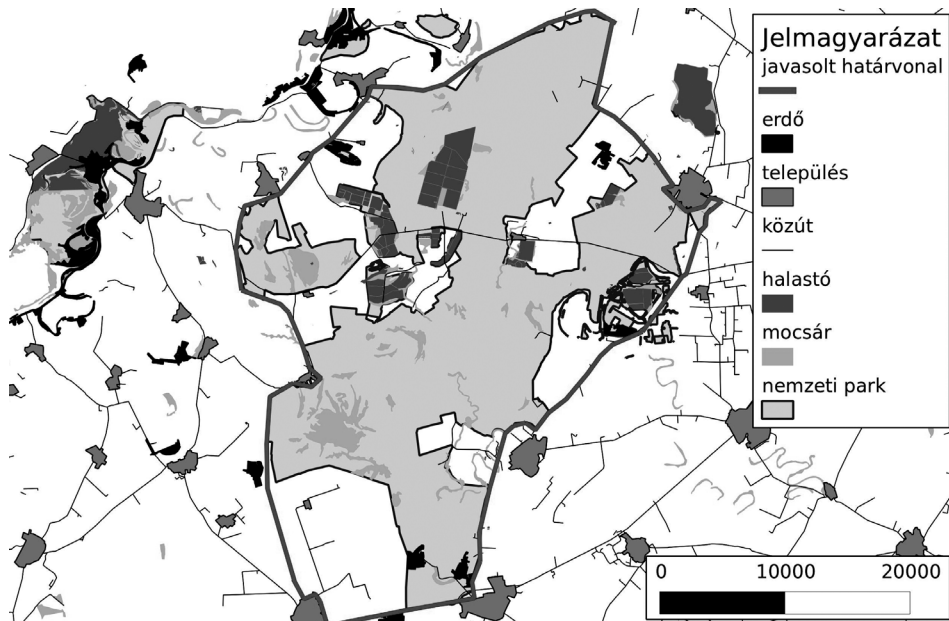 Jelmagyarázat
javasolt határvonal
erdő
település
közút
halastó
mocsár
nemzeti park
0 10000 20000